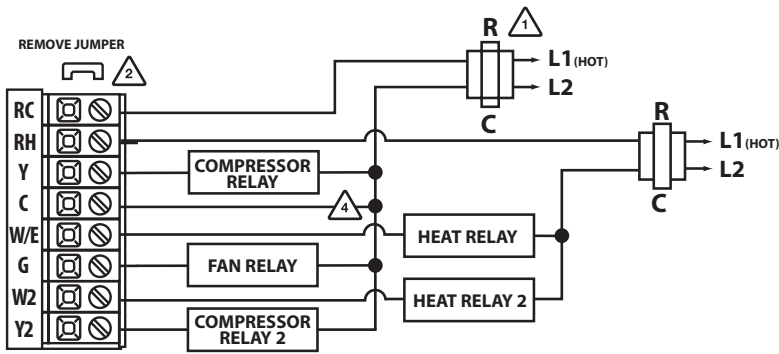 REMOVE JUMPER
2
R
1
L1(HOT)
L2
C
R
L1(HOT)
L2
C
RC
RH
Y
COMPRESSOR
RELAY
C
4
W/E
HEAT RELAY
G
FAN RELAY
W2
HEAT RELAY 2
Y2
COMPRESSOR
RELAY 2